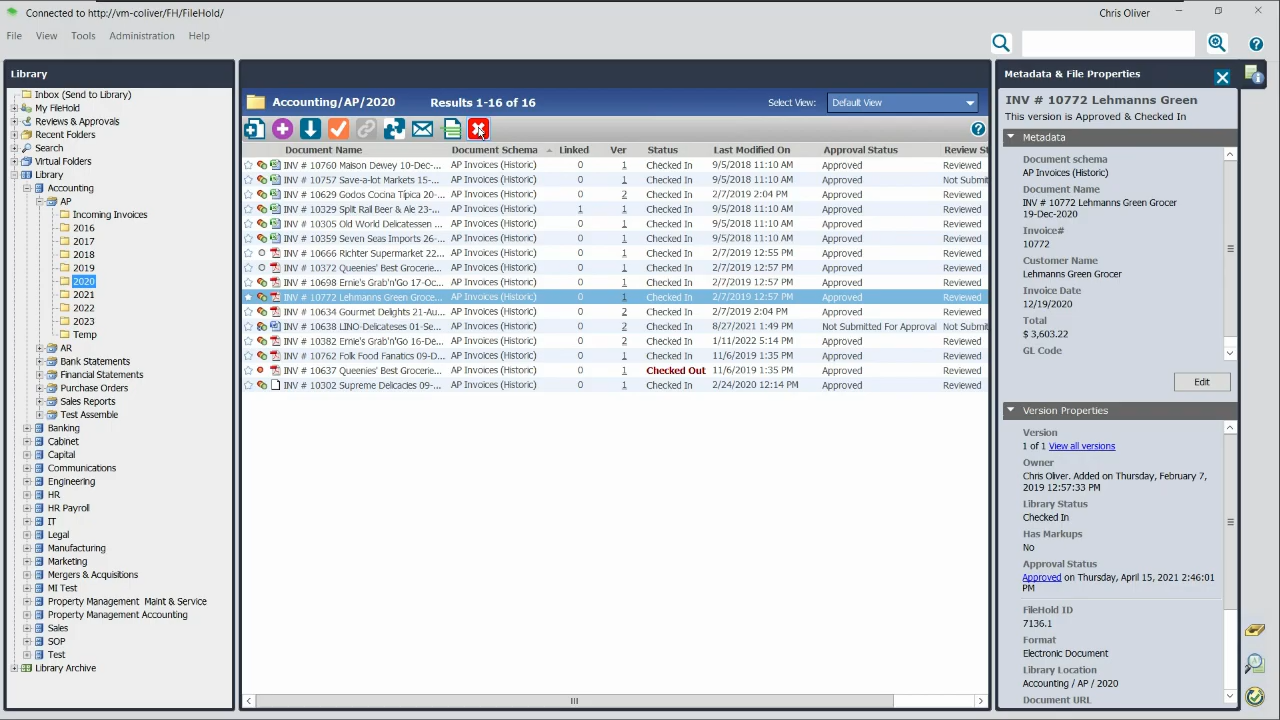 Connected to http://vm-coliver/FH/FileHold/
Chris Oliver
File View Tools Administration Help
Library
Inbox (Send to Library)
My FileHold
Reviews & Approvals
Recent Folders
Search
Virtual Folders
Library
Accounting
AP
Incoming Invoices
2016
2017
2018
2019
2020
2021
2022
2023
Temp
AR
Bank Statements
Financial Statements
Purchase Orders
Sales Reports
Test Assemble
Banking
Cabinet
Capital
Communications
Engineering
HR
HR Payroll
IT
Legal
Manufacturing
Marketing
Mergers & Acquisitions
MI Test
Property Management Maint & Service
Property Management Accounting
Sales
SOP
Test
Library Archive
Accounting/AP/2020 Results 1-16 of 16 Select View: Default View
Document Name Document Schema Linked Ver Status Last Modified On Approval Status Review St
INV # 10760 Maison Dewey 10-Dec-... AP Invoices (Historic) 0 1 Checked In 9/5/2018 11:10 AM Approved Reviewed
INV # 10757 Save-a-lot Markets 15-... AP Invoices (Historic) 0 1 Checked In 9/5/2018 11:10 AM Approved Not Submit
INV # 10629 Godos Cocina Típica 20-... AP Invoices (Historic) 0 2 Checked In 2/7/2019 2:04 PM Approved Reviewed
INV # 10329 Split Rail Beer & Ale 23-... AP Invoices (Historic) 1 1 Checked In 9/5/2018 11:10 AM Approved Reviewed
INV # 10305 Old World Delicatessen ... AP Invoices (Historic) 0 1 Checked In 9/5/2018 11:10 AM Approved Reviewed
INV # 10359 Seven Seas Imports 26-... AP Invoices (Historic) 0 1 Checked In 9/5/2018 11:10 AM Approved Reviewed
INV # 10666 Richter Supermarket 22... AP Invoices (Historic) 0 1 Checked In 2/7/2019 12:57 PM Approved Reviewed
INV # 10372 Queenies' Best Grocerie... AP Invoices (Historic) 0 1 Checked In 2/7/2019 12:55 PM Approved Reviewed
INV # 10698 Ernie's Grab'n'Go 17-Oc... AP Invoices (Historic) 0 1 Checked In 2/7/2019 12:57 PM Approved Reviewed
INV # 10772 Lehmanns Green Groce... AP Invoices (Historic) 0 1 Checked In 2/7/2019 12:57 PM Approved Reviewed
INV # 10634 Gourmet Delights 21-Au... AP Invoices (Historic) 0 2 Checked In 2/7/2019 2:04 PM Approved Reviewed
INV # 10638 LINO-Delicateses 01-Se... AP Invoices (Historic) 0 2 Checked In 8/27/2021 1:49 PM Not Submitted For Approval Not Submit
INV # 10382 Ernie's Grab'n'Go 16-De... AP Invoices (Historic) 0 2 Checked In 1/11/2022 5:14 PM Approved Reviewed
INV # 10762 Folk Food Fanatics 09-D... AP Invoices (Historic) 0 1 Checked In 11/6/2019 1:35 PM Approved Reviewed
INV # 10637 Queenies' Best Grocerie... AP Invoices (Historic) 0 1 Checked Out 11/6/2019 1:35 PM Approved Reviewed
INV # 10302 Supreme Delicacies 09-... AP Invoices (Historic) 0 1 Checked In 2/24/2020 12:14 PM Approved Reviewed
Metadata & File Properties
INV # 10772 Lehmanns Green
This version is Approved & Checked In
Metadata
Document schema
AP Invoices (Historic)
Document Name
INV # 10772 Lehmanns Green Grocer
19-Dec-2020
Invoice#
10772
Customer Name
Lehmanns Green Grocer
Invoice Date
12/19/2020
Total
$ 3,603.22
GL Code
Edit
Version Properties
Version
1 of 1 View all versions
Owner
Chris Oliver. Added on Thursday, February 7,
2019 12:57:33 PM
Library Status
Checked In
Has Markups
No
Approval Status
Approved on Thursday, April 15, 2021 2:46:01
PM
FileHold ID
7136.1
Format
Electronic Document
Library Location
Accounting / AP / 2020
Document URL